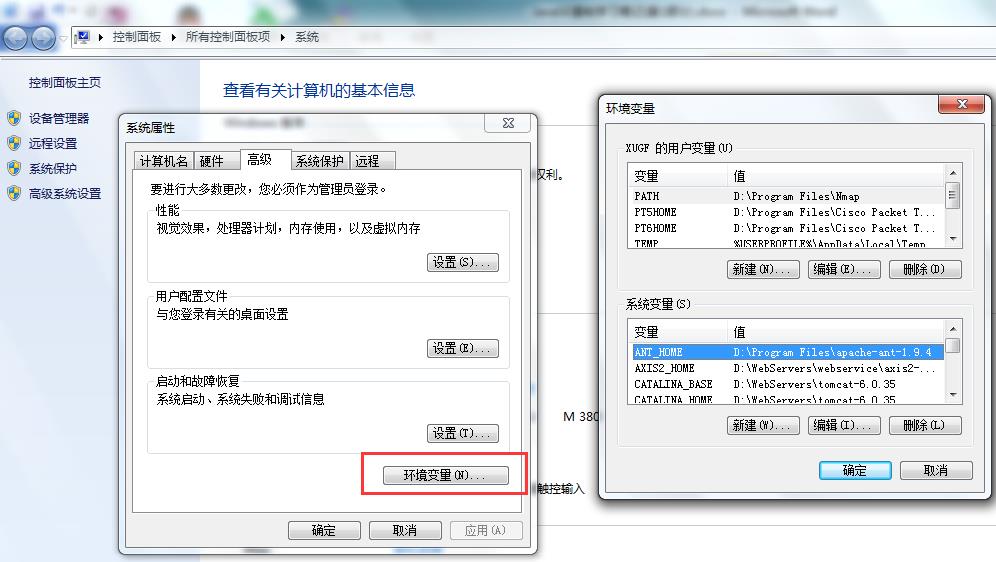 控制面板 ▸ 所有控制面板项 ▸ 系统
控制面板主页
设备管理器
远程设置
系统保护
高级系统设置
查看有关计算机的基本信息
权利。
M 380
触控输入
系统属性
计算机名 硬件 高级 系统保护 远程
要进行大多数更改，您必须作为管理员登录。
性能
视觉效果，处理器计划，内存使用，以及虚拟内存
设置(S)...
用户配置文件
与您登录有关的桌面设置
设置(E)...
启动和故障恢复
系统启动、系统失败和调试信息
设置(T)...
环境变量(N)...
确定 取消 应用(A)
环境变量
XUGF 的用户变量(U)
变量 值
PATH D:\Program Files\Nmap
PT5HOME D:\Program Files\Cisco Packet T...
PT6HOME D:\Program Files\Cisco Packet T...
TEMP %USERPROFILE%\AppData\Local\Temp
新建(N)... 编辑(E)... 删除(D)
系统变量(S)
变量 值
ANT_HOME D:\Program Files\apache-ant-1.9.4
AXIS2_HOME D:\WebServers\webservice\axis2-...
CATALINA_BASE D:\WebServers\tomcat-6.0.35
CATALINA_HOME D:\WebServers\tomcat-6.0.35
新建(W)... 编辑(I)... 删除(L)
确定 取消